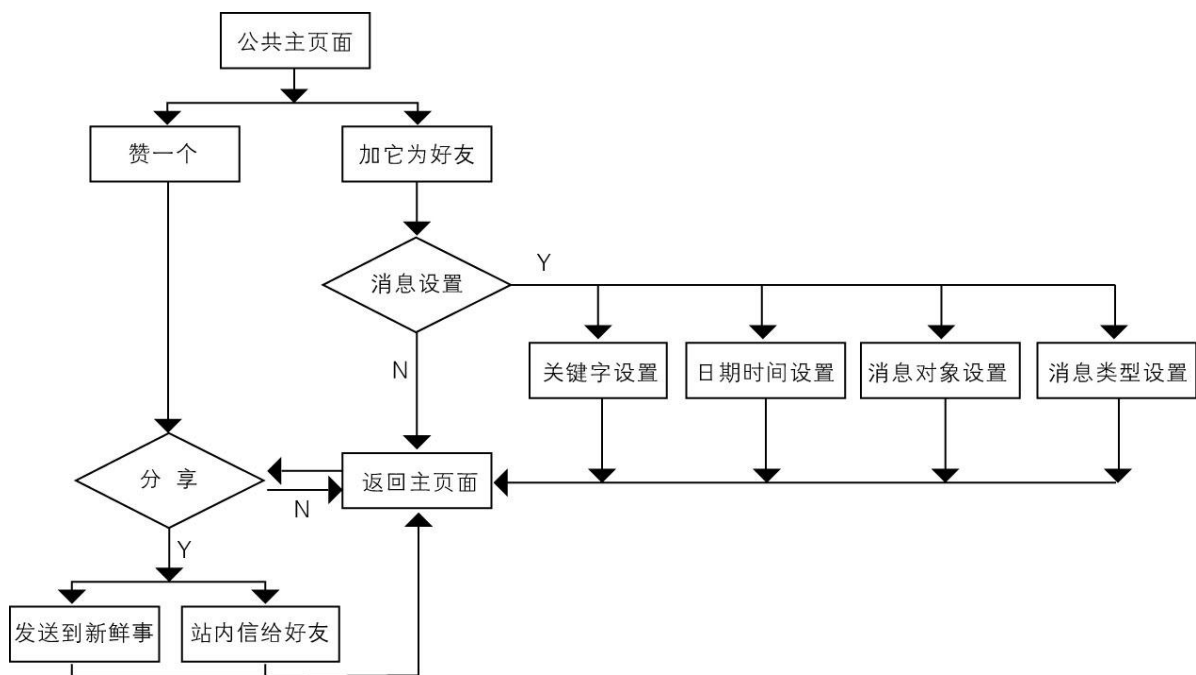 公共主页面
赞一个
加它为好友
消息设置
Y
N
关键字设置
日期时间设置
消息对象设置
消息类型设置
分 享
返回主页面
N
Y
发送到新鲜事
站内信给好友